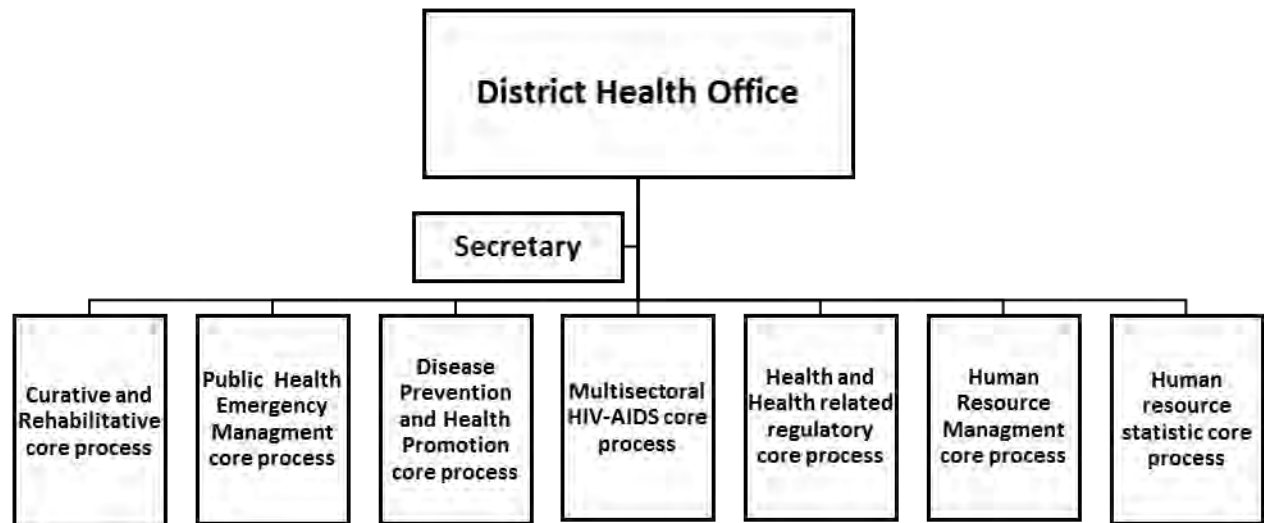 District Health Office
Secretary
Curative and
Rehabilitative
core process
Public Health
Emergency
Managment
core process
Disease
Prevention
and Health
Promotion
core process
Multisectoral
HIV-AIDS core
process
Health and
Health related
regulatory
core process
Human
Resource
Managment
core process
Human
resource
statistic core
process